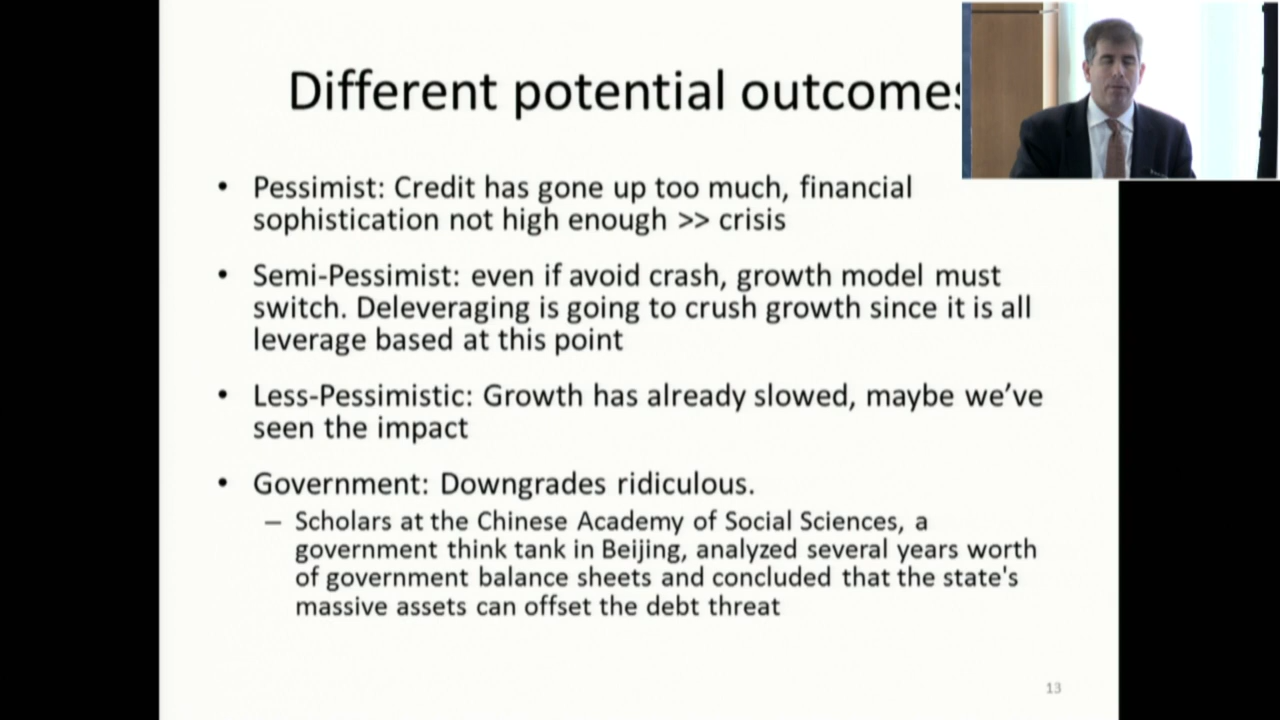 Different potential outcomes
• Pessimist: Credit has gone up too much, financial
sophistication not high enough >> crisis
• Semi-Pessimist: even if avoid crash, growth model must
switch. Deleveraging is going to crush growth since it is all
leverage based at this point
• Less-Pessimistic: Growth has already slowed, maybe we’ve
seen the impact
• Government: Downgrades ridiculous.
– Scholars at the Chinese Academy of Social Sciences, a
government think tank in Beijing, analyzed several years worth
of government balance sheets and concluded that the state's
massive assets can offset the debt threat
13